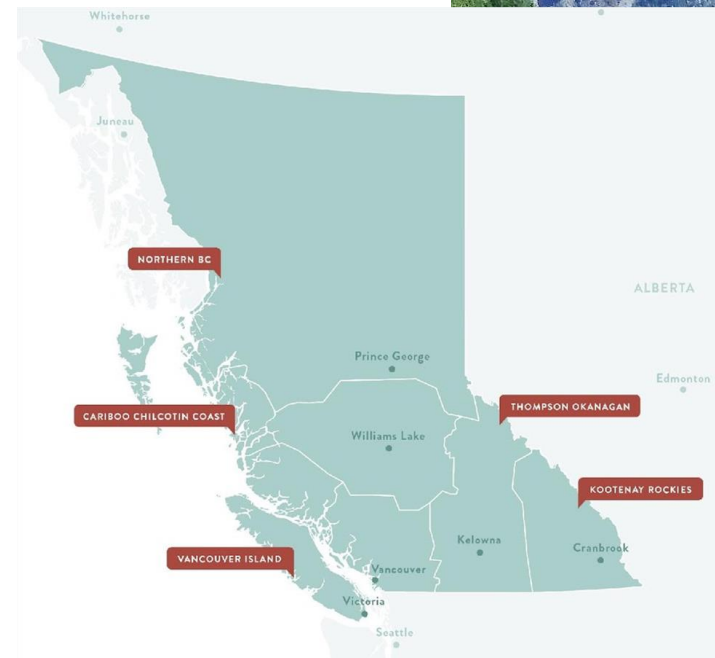 Whitehorse
Juneau
NORTHERN BC
ALBERTA
Prince George
Edmonton
THOMPSON OKANAGAN
CARIBOO CHILCOTIN COAST
Williams Lake
KOOTENAY ROCKIES
Kelowna
Cranbrook
VANCOUVER ISLAND
Vancouver
Victoria
Seattle